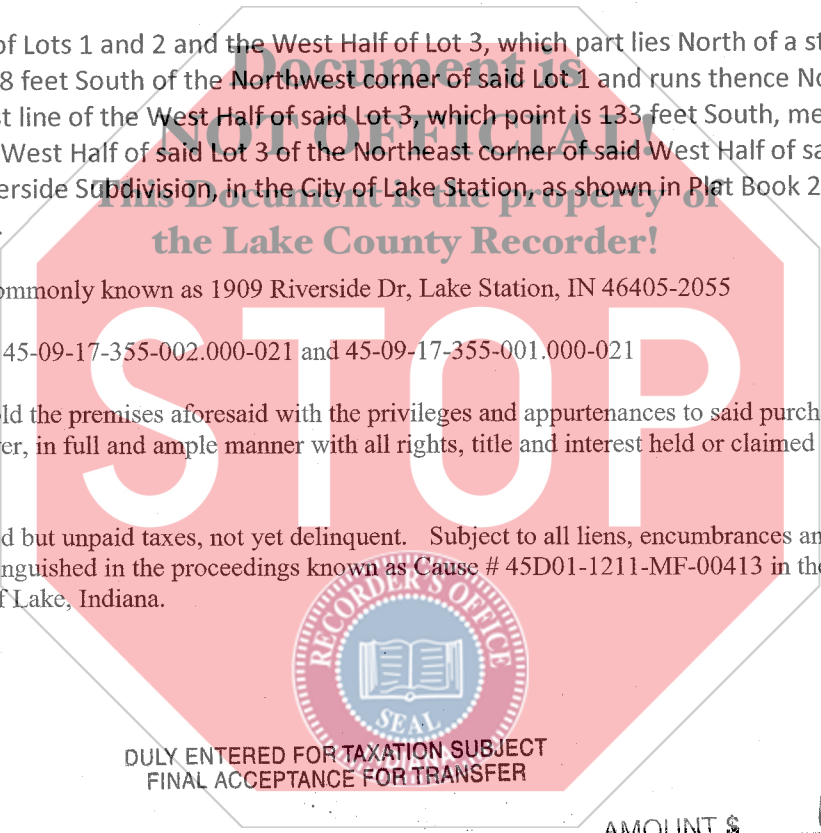 of Lots 1 and 2 and the West Half of Lot 3, which part lies North of a st
8 feet South of the Northwest corner of said Lot 1 and runs thence No
st line of the West Half of said Lot 3, which point is 133 feet South, me
West Half of said Lot 3 of the Northeast corner of said West Half of sa
erside Subdivision, in the City of Lake Station, as shown in Plat Book 2
Document is
NOT OFFICIAL!
This Document is the property of
the Lake County Recorder!
ommonly known as 1909 Riverside Dr, Lake Station, IN 46405-2055
STOP
45-09-17-355-002.000-021 and 45-09-17-355-001.000-021
old the premises aforesaid with the privileges and appurtenances to said purch
er, in full and ample manner with all rights, title and interest held or claimed
d but unpaid taxes, not yet delinquent. Subject to all liens, encumbrances an
nguished in the proceedings known as Cause # 45D01-1211-MF-00413 in the
of Lake, Indiana.
RECORDER'S OFFICE
SEAL
INDIANA
DULY ENTERED FOR TAXATION SUBJECT
FINAL ACCEPTANCE FOR TRANSFER
AMOUNT $